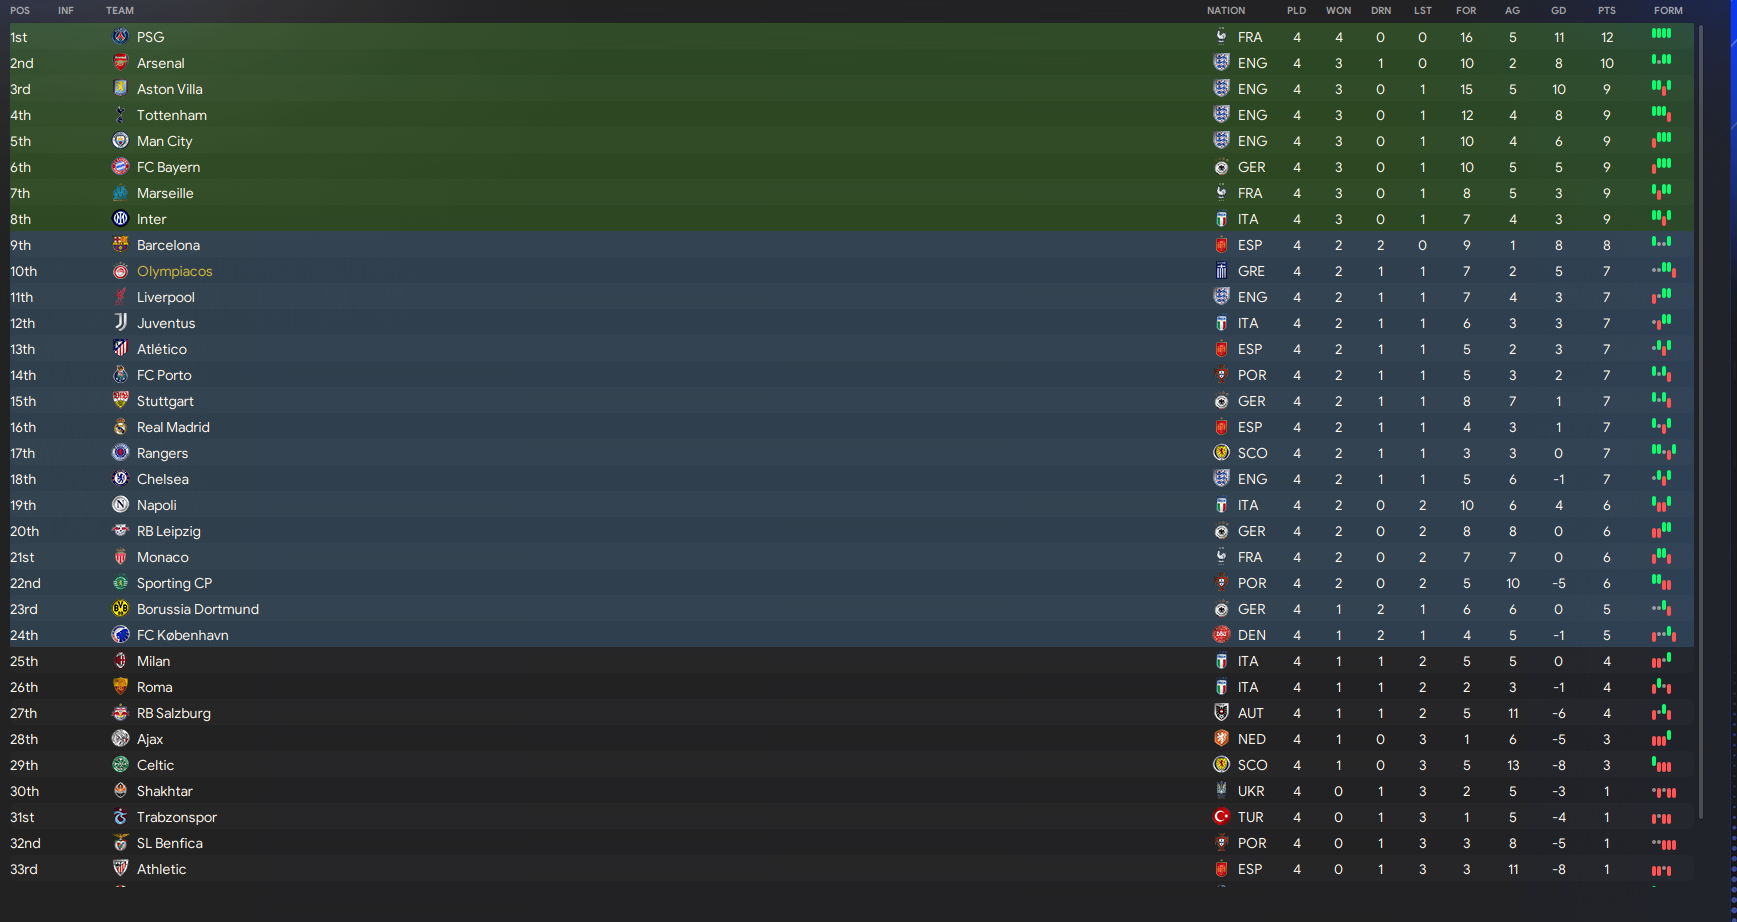 POS INF TEAM NATION PLD WON DRN LST FOR AG GD PTS FORM
1st PSG FRA 4 4 0 0 16 5 11 12
2nd Arsenal ENG 4 3 1 0 10 2 8 10
3rd Aston Villa ENG 4 3 0 1 15 5 10 9
4th Tottenham ENG 4 3 0 1 12 4 8 9
5th Man City ENG 4 3 0 1 10 4 6 9
6th FC Bayern GER 4 3 0 1 10 5 5 9
7th Marseille FRA 4 3 0 1 8 5 3 9
8th Inter ITA 4 3 0 1 7 4 3 9
9th Barcelona ESP 4 2 2 0 9 1 8 8
10th Olympiacos GRE 4 2 1 1 7 2 5 7
11th Liverpool ENG 4 2 1 1 7 4 3 7
12th Juventus ITA 4 2 1 1 6 3 3 7
13th Atlético ESP 4 2 1 1 5 2 3 7
14th FC Porto POR 4 2 1 1 5 3 2 7
15th Stuttgart GER 4 2 1 1 8 7 1 7
16th Real Madrid ESP 4 2 1 1 4 3 1 7
17th Rangers SCO 4 2 1 1 3 3 0 7
18th Chelsea ENG 4 2 1 1 5 6 -1 7
19th Napoli ITA 4 2 0 2 10 6 4 6
20th RB Leipzig GER 4 2 0 2 8 8 0 6
21st Monaco FRA 4 2 0 2 7 7 0 6
22nd Sporting CP POR 4 2 0 2 5 10 -5 6
23rd Borussia Dortmund GER 4 1 2 1 6 6 0 5
24th FC København DEN 4 1 2 1 4 5 -1 5
25th Milan ITA 4 1 1 2 5 5 0 4
26th Roma ITA 4 1 1 2 2 3 -1 4
27th RB Salzburg AUT 4 1 1 2 5 11 -6 4
28th Ajax NED 4 1 0 3 1 6 -5 3
29th Celtic SCO 4 1 0 3 5 13 -8 3
30th Shakhtar UKR 4 0 1 3 2 5 -3 1
31st Trabzonspor TUR 4 0 1 3 1 5 -4 1
32nd SL Benfica POR 4 0 1 3 3 8 -5 1
33rd Athletic ESP 4 0 1 3 3 11 -8 1